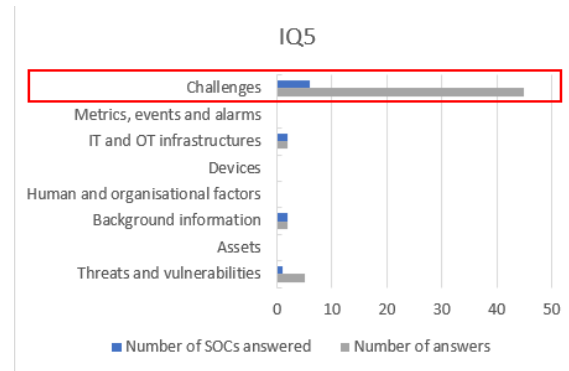 IQ5
Challenges
Metrics, events and alarms
IT and OT infrastructures
Devices
Human and organisational factors
Background information
Assets
Threats and vulnerabilities
0 10 20 30 40 50
Number of SOCs answered Number of answers